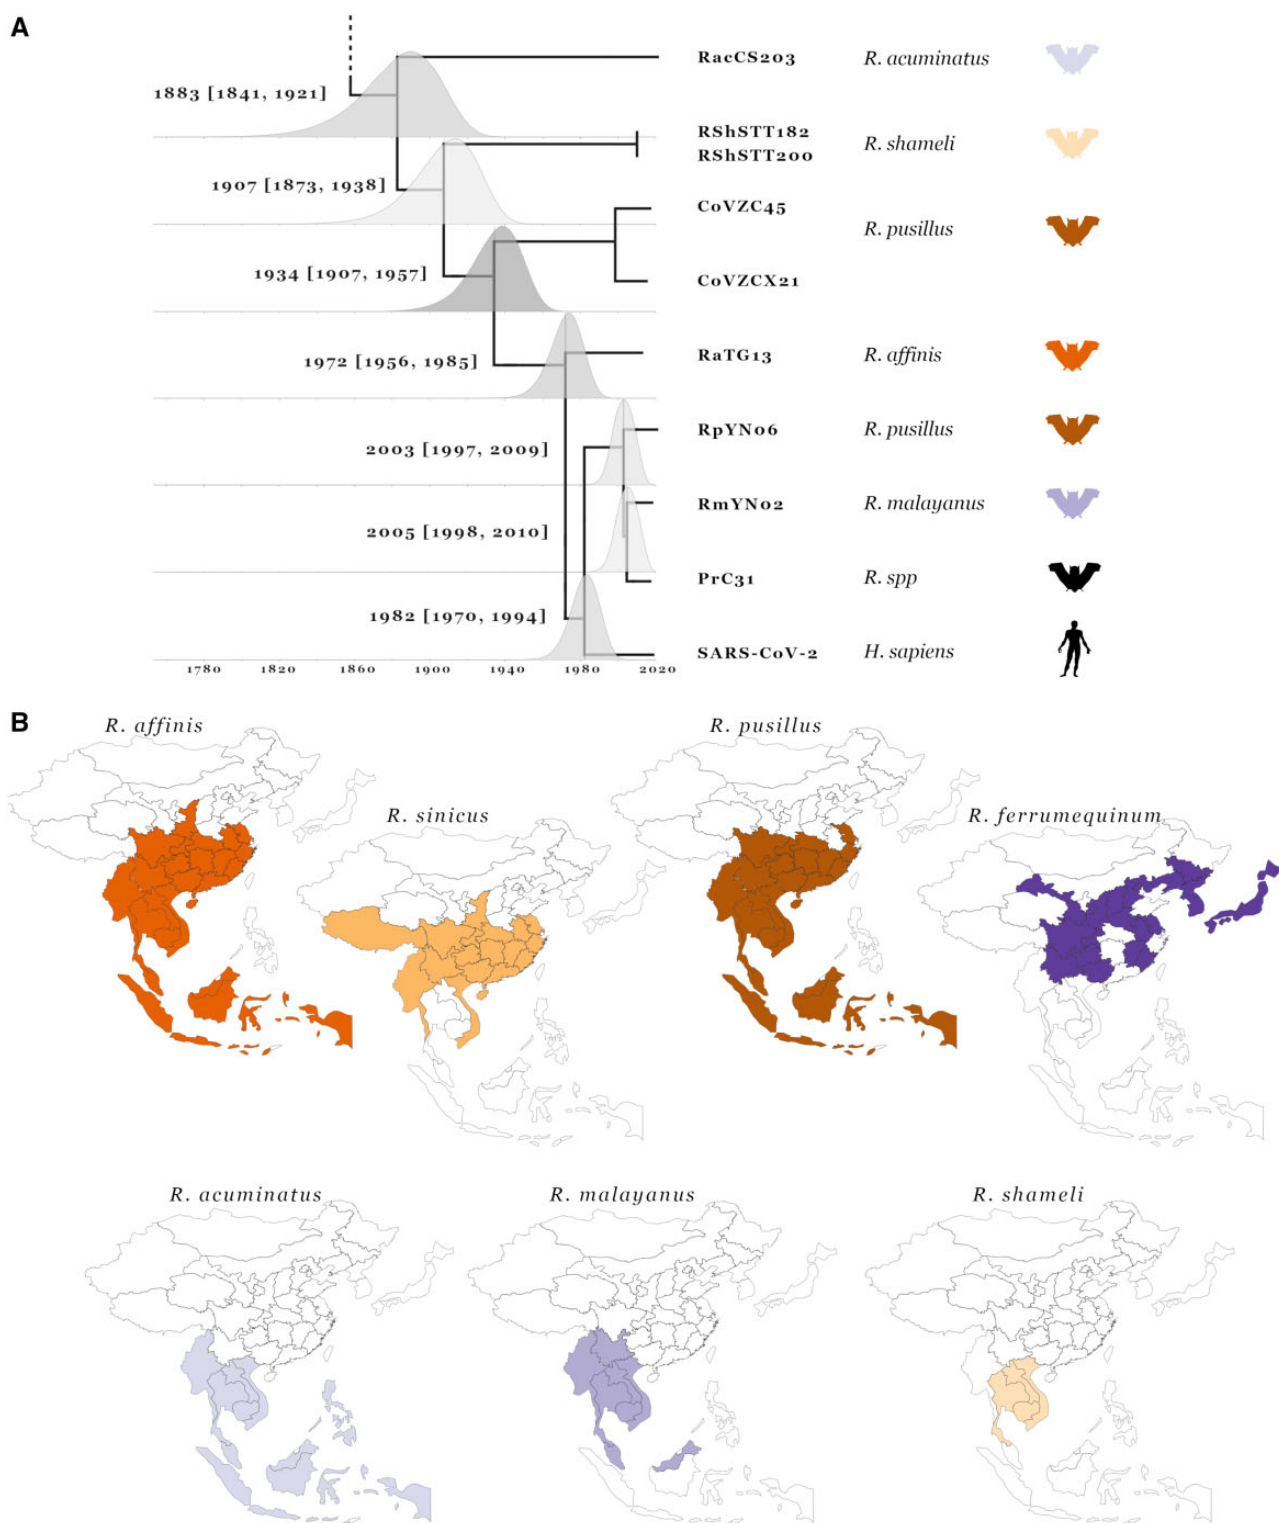 A
RacCS203 R. acuminatus
1883 [1841, 1921]
RShSTT182
RShSTT200 R. shameli
1907 [1873, 1938]
CoVZC45
R. pusillus
1934 [1907, 1957]
CoVZCX21
1972 [1956, 1985]
RaTG13 R. affinis
RpYN06 R. pusillus
2003 [1997, 2009]
RmYN02 R. malayanus
2005 [1998, 2010]
PrC31 R. spp
1982 [1970, 1994]
SARS-CoV-2 H. sapiens
1780 1820 1860 1900 1940 1980 2020
B
R. affinis
R. pusillus
R. sinicus
R. ferrumequinum
R. acuminatus
R. malayanus
R. shameli